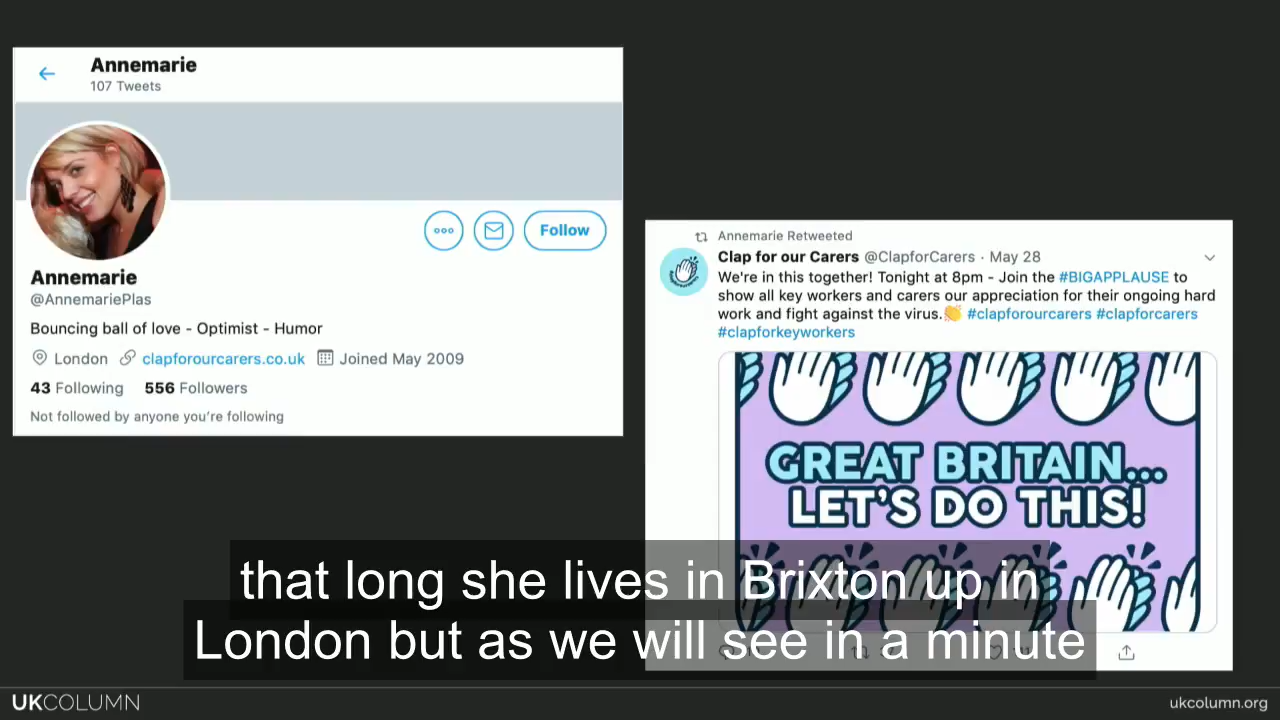 Annemarie
107 Tweets
Follow
Annemarie
@AnnemariePlas
Bouncing ball of love - Optimist - Humor
London clapforourcarers.co.uk Joined May 2009
43 Following 556 Followers
Not followed by anyone you're following
Annemarie Retweeted
Clap for our Carers @ClapforCarers · May 28
We're in this together! Tonight at 8pm - Join the #BIGAPPLAUSE to
show all key workers and carers our appreciation for their ongoing hard
work and fight against the virus.👏 #clapforourcarers #clapforcarers
#clapforkeyworkers
GREAT BRITAIN...
LET'S DO THIS!
that long she lives in Brixton up in
London but as we will see in a minute
UKCOLUMN
ukcolumn.org